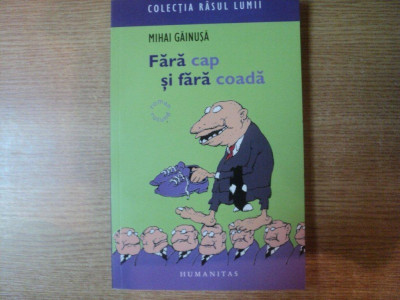 COLECȚIA RÂSUL LUMII
MIHAI GĂINUȘĂ
Fără cap
și fără coadă
HUMANITAS